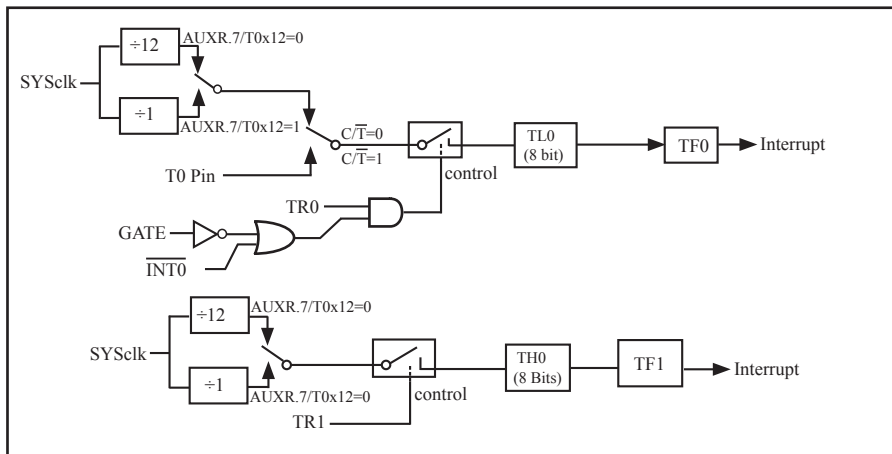 ÷12
AUXR.7/T0x12=0
SYSclk
÷1
AUXR.7/T0x12=1
C/T̅=0
C/T̅=1
T0 Pin
control
TL0
(8 bit)
TF0
Interrupt
TR0
GATE
I̅N̅T̅0̅
÷12
AUXR.7/T0x12=0
SYSclk
÷1
AUXR.7/T0x12=0
control
TR1
TH0
(8 Bits)
TF1
Interrupt